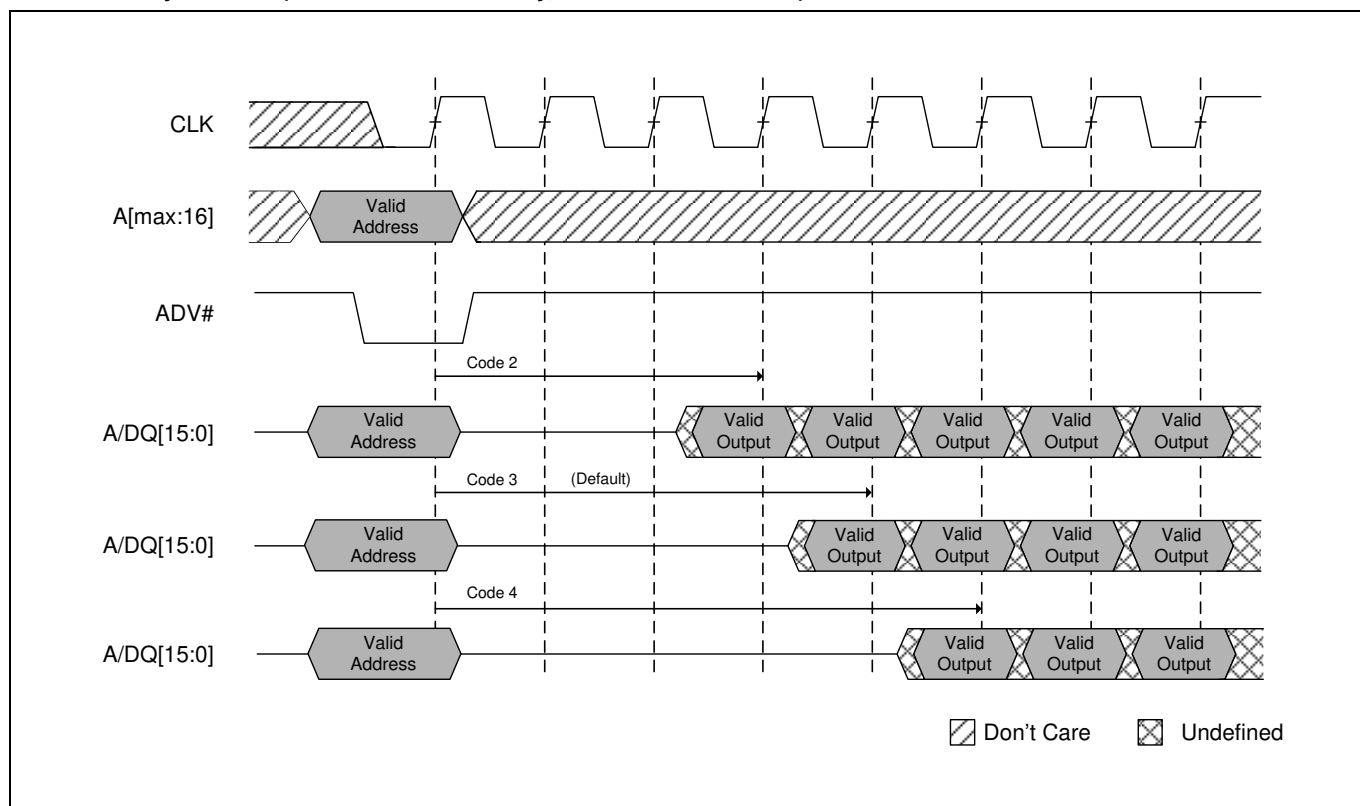 CLK
A[max:16]
Valid
Address
ADV#
Code 2
A/DQ[15:0]
Valid
Address
Valid
Output
Valid
Output
Valid
Output
Valid
Output
Valid
Output
Code 3 (Default)
A/DQ[15:0]
Valid
Address
Valid
Output
Valid
Output
Valid
Output
Valid
Output
Code 4
A/DQ[15:0]
Valid
Address
Valid
Output
Valid
Output
Valid
Output
Don't Care
Undefined